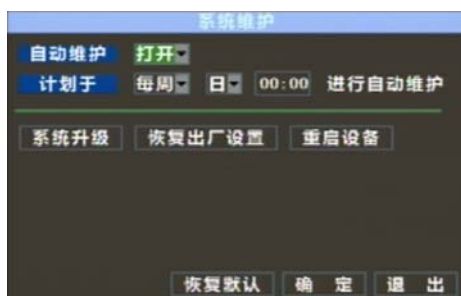 系统维护
自动维护 打开
计划于 每周 日 00:00 进行自动维护
系统升级 恢复出厂设置 重启设备
恢复默认 确 定 退 出